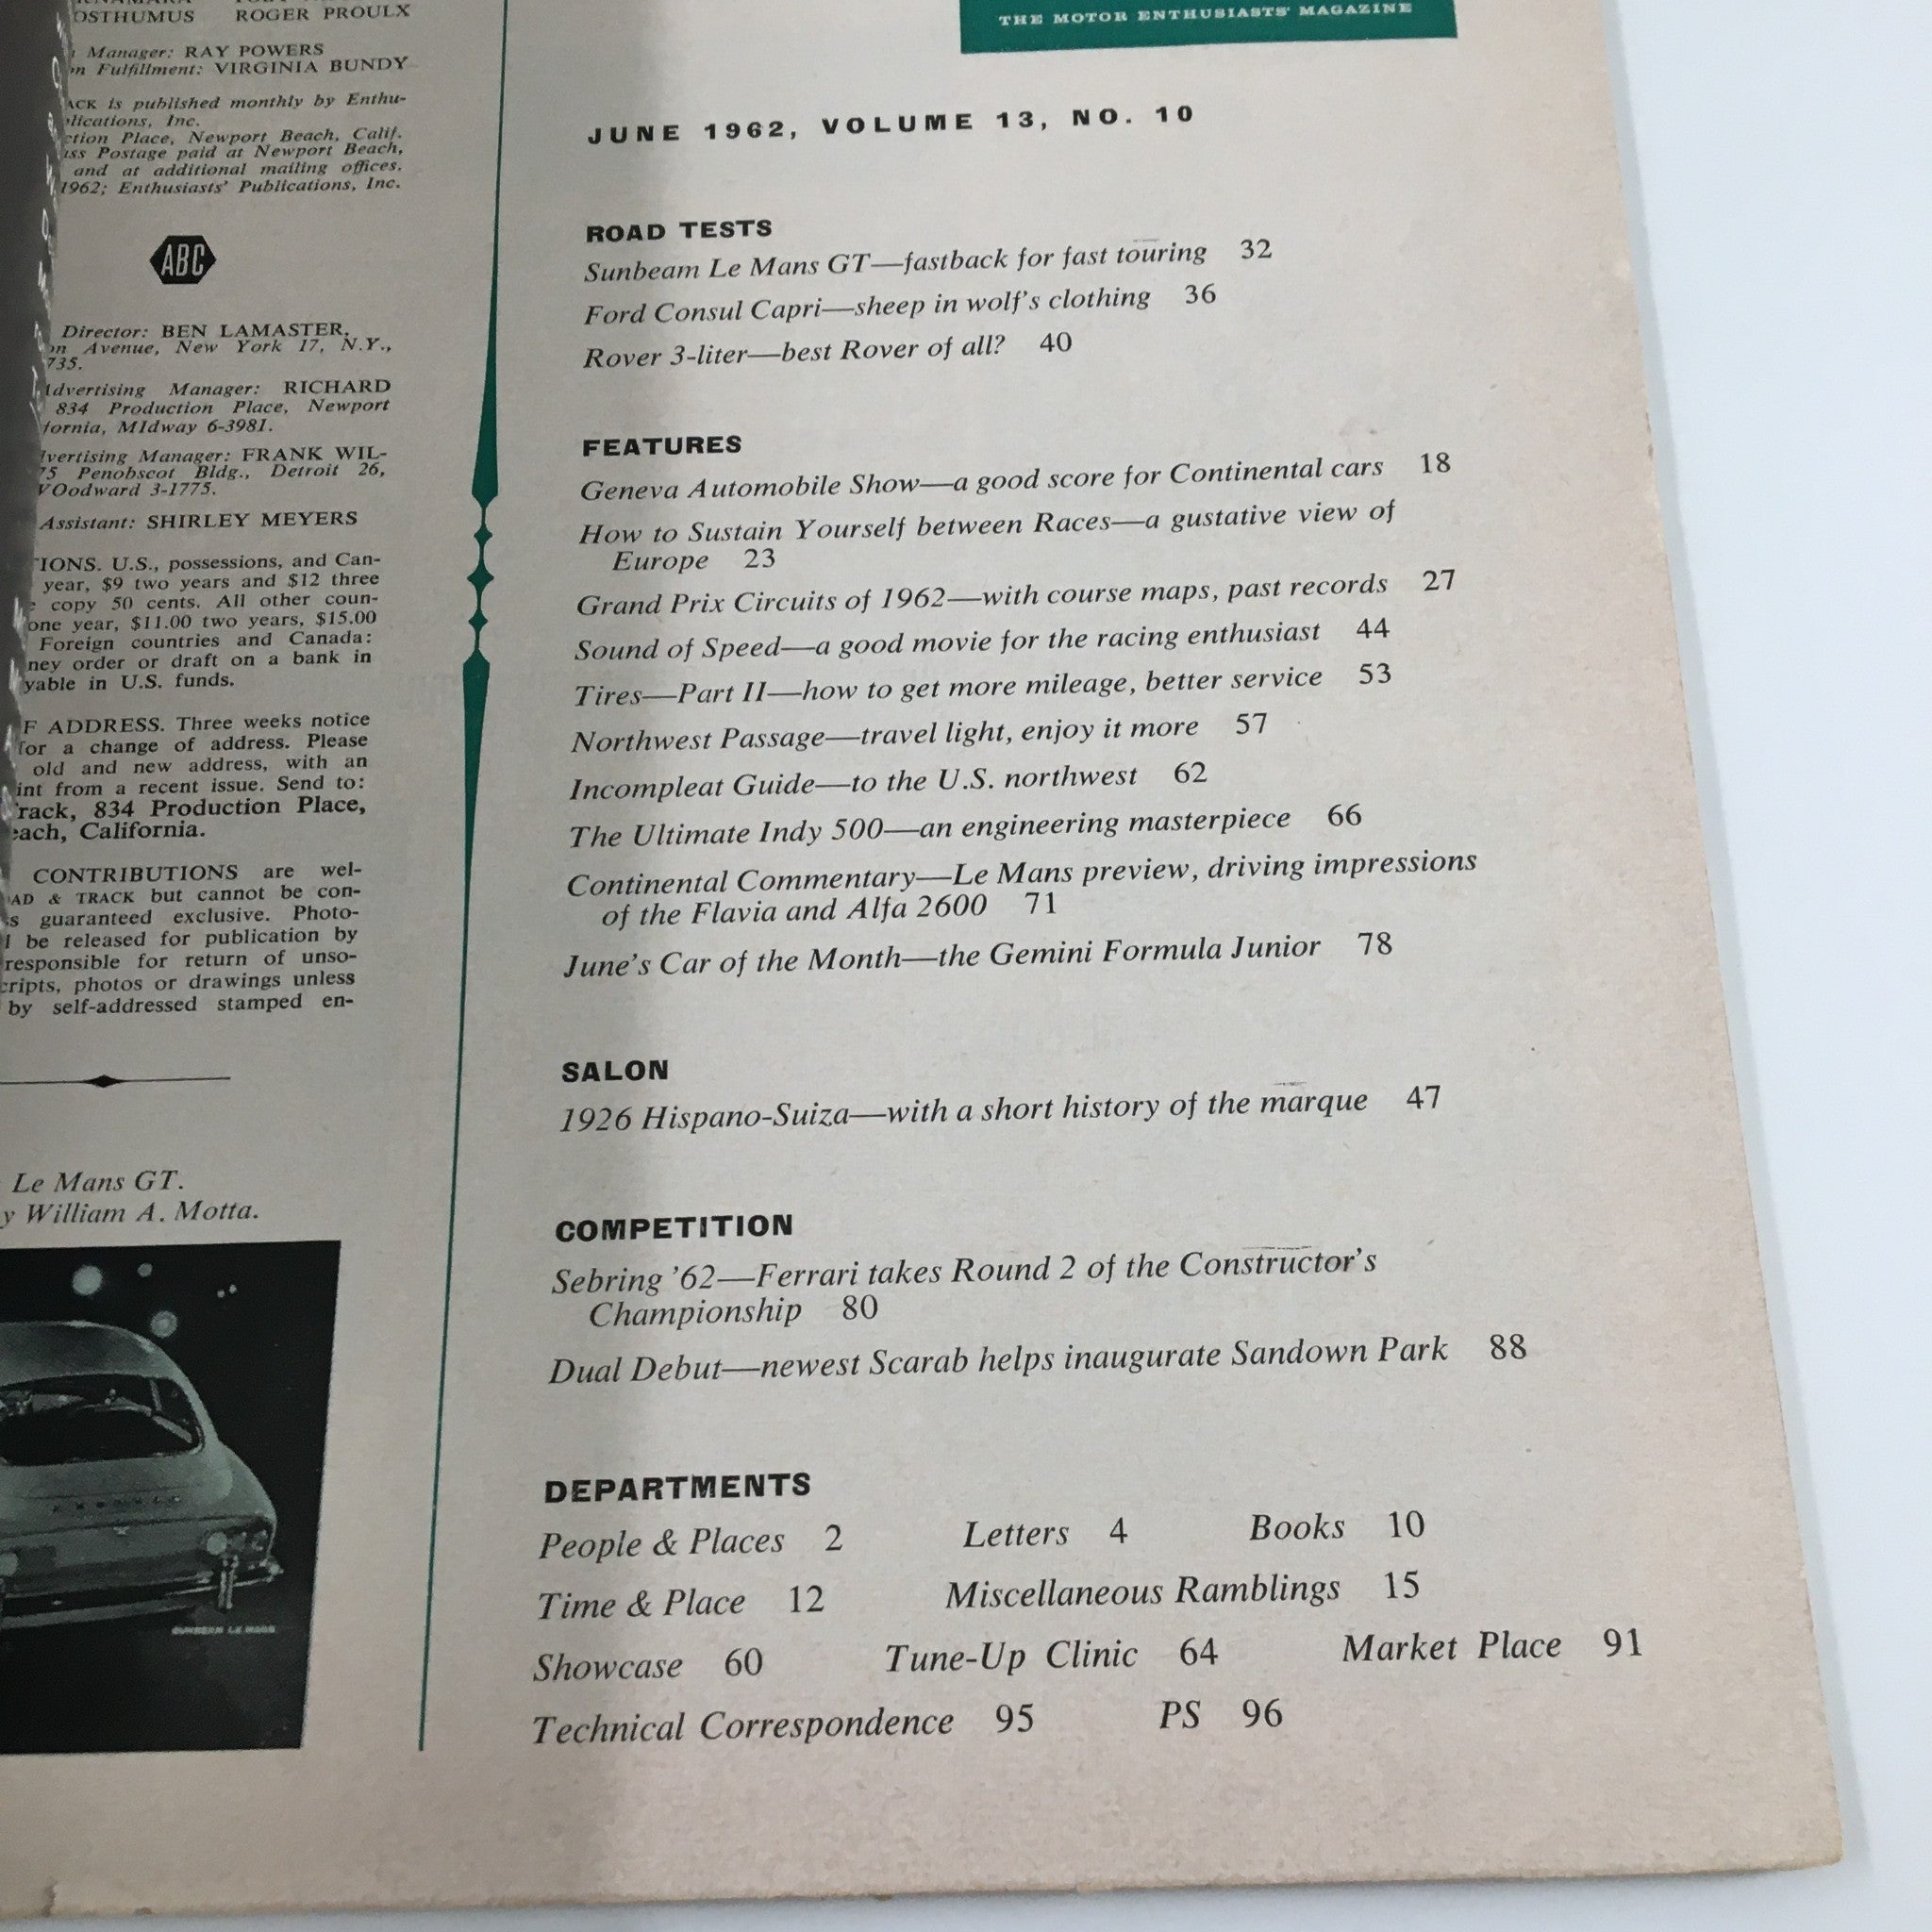 OSTHUMUS ROGER PROULX
Manager: RAY POWERS
Fulfillment: VIRGINIA BUNDY
is published monthly by Enthu-
Inc.
Place, Newport Beach, Calif.
Postage paid at Newport Beach,
and at additional mailing offices.
1962; Enthusiasts' Publications, Inc.
ABC
Director: BEN LAMASTER,
Avenue, New York 17, N.Y.,
735.
Advertising Manager: RICHARD
834 Production Place, Newport
MIdway 6-3981.
Manager: FRANK WIL-
75 Penobscot Bldg., Detroit 26,
WOodward 3-1775.
Assistant: SHIRLEY MEYERS
TIONS. U.S., possessions, and Can-
year, $9 two years and $12 three
copy 50 cents. All other coun-
one year, $11.00 two years, $15.00
Foreign countries and Canada:
ney order or draft on a bank in
yable in U.S. funds.
F ADDRESS. Three weeks notice
for a change of address. Please
old and new address, with an
int from a recent issue. Send to:
rack, 834 Production Place,
each, California.
CONTRIBUTIONS are wel-
AD & TRACK but cannot be con-
s guaranteed exclusive. Photo-
l be released for publication by
responsible for return of unso-
cripts, photos or drawings unless
by self-addressed stamped en-
Le Mans GT.
y William A. Motta.
SUNBEAM LE MANS
THE MOTOR ENTHUSIASTS' MAGAZINE
JUNE 1962, VOLUME 13, NO. 10
ROAD TESTS
Sunbeam Le Mans GT—fastback for fast touring 32
Ford Consul Capri—sheep in wolf's clothing 36
Rover 3-liter—best Rover of all? 40
FEATURES
Geneva Automobile Show—a good score for Continental cars 18
How to Sustain Yourself between Races—a gustative view of
Europe 23
Grand Prix Circuits of 1962—with course maps, past records 27
Sound of Speed—a good movie for the racing enthusiast 44
Tires—Part II—how to get more mileage, better service 53
Northwest Passage—travel light, enjoy it more 57
Incompleat Guide—to the U.S. northwest 62
The Ultimate Indy 500—an engineering masterpiece 66
Continental Commentary—Le Mans preview, driving impressions
of the Flavia and Alfa 2600 71
June's Car of the Month—the Gemini Formula Junior 78
SALON
1926 Hispano-Suiza—with a short history of the marque 47
COMPETITION
Sebring '62—Ferrari takes Round 2 of the Constructor's
Championship 80
Dual Debut—newest Scarab helps inaugurate Sandown Park 88
DEPARTMENTS
People & Places 2 Letters 4 Books 10
Time & Place 12 Miscellaneous Ramblings 15
Showcase 60 Tune-Up Clinic 64 Market Place 91
Technical Correspondence 95 PS 96